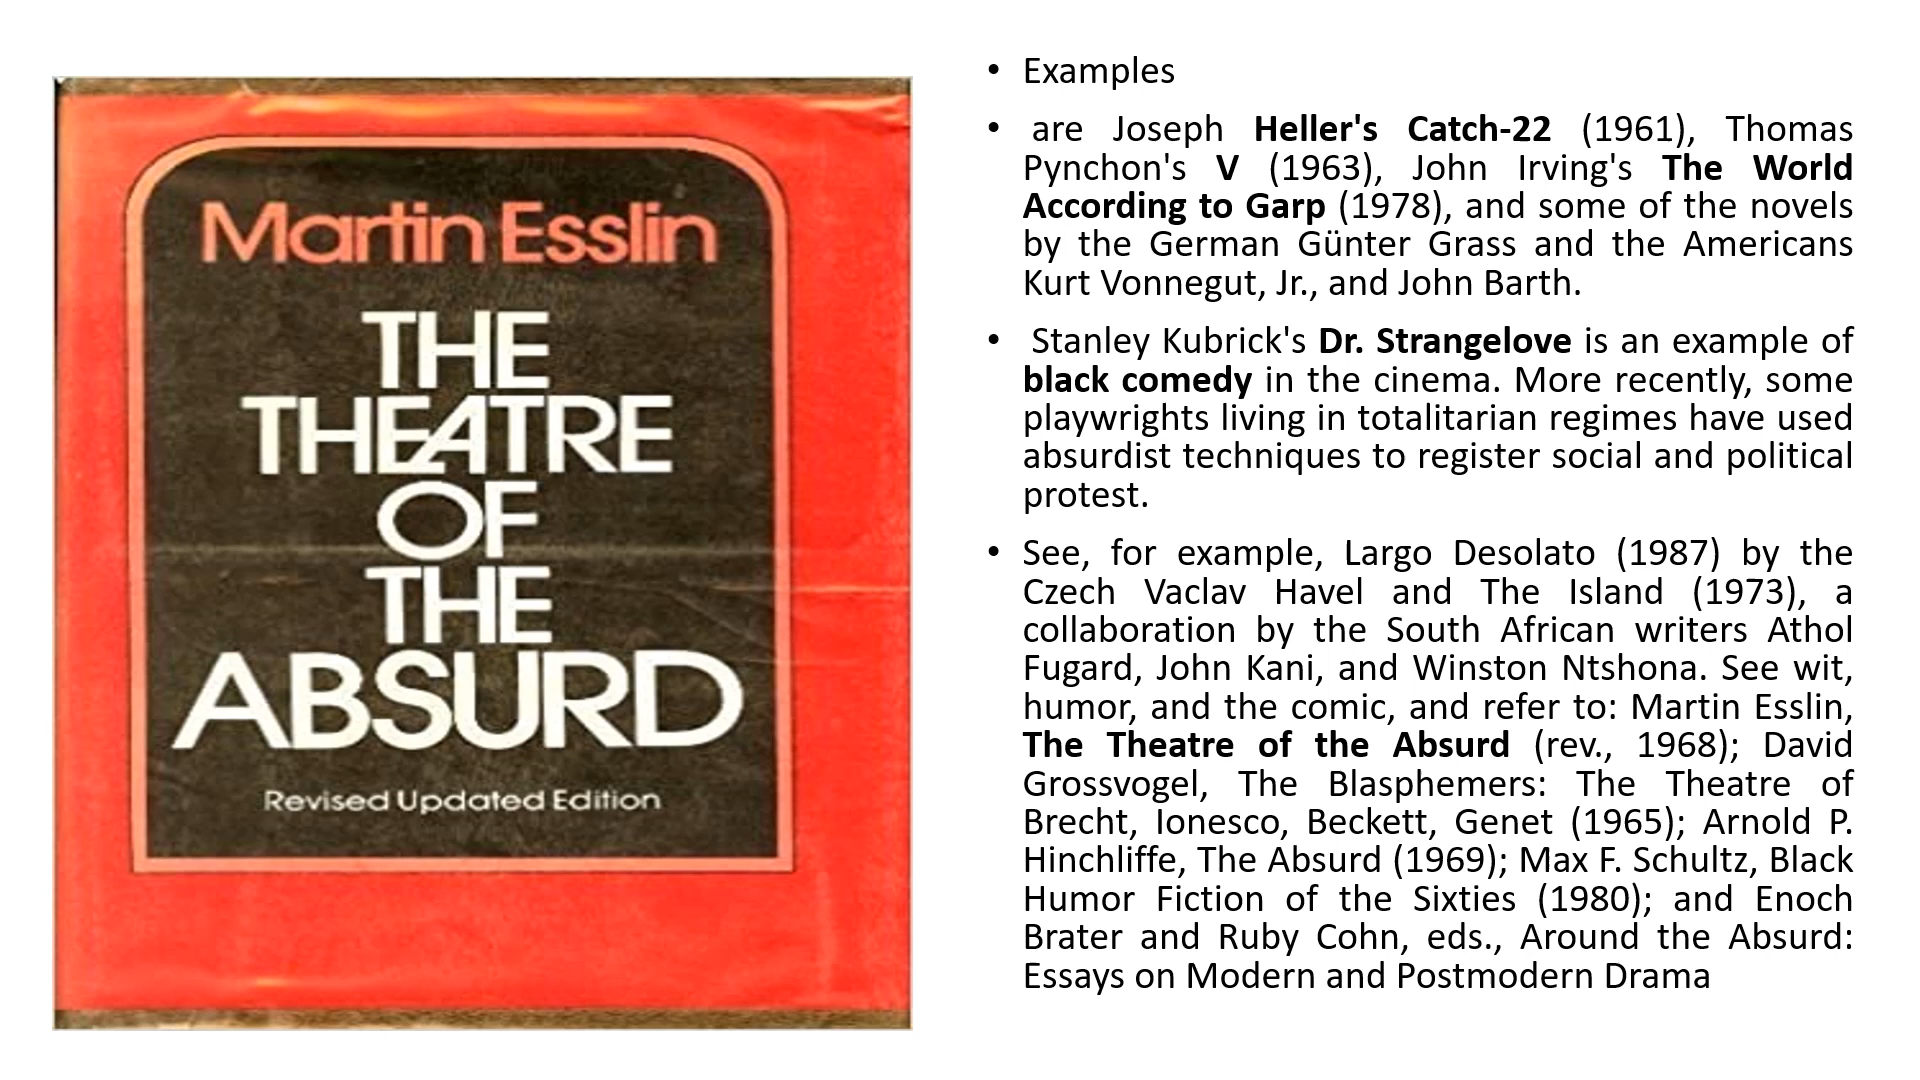 Martin Esslin
THE
THEATRE
OF
THE
ABSURD
Revised Updated Edition
• Examples
• are Joseph Heller's Catch-22 (1961), Thomas
Pynchon's V (1963), John Irving's The World
According to Garp (1978), and some of the novels
by the German Günter Grass and the Americans
Kurt Vonnegut, Jr., and John Barth.
• Stanley Kubrick's Dr. Strangelove is an example of
black comedy in the cinema. More recently, some
playwrights living in totalitarian regimes have used
absurdist techniques to register social and political
protest.
• See, for example, Largo Desolato (1987) by the
Czech Vaclav Havel and The Island (1973), a
collaboration by the South African writers Athol
Fugard, John Kani, and Winston Ntshona. See wit,
humor, and the comic, and refer to: Martin Esslin,
The Theatre of the Absurd (rev., 1968); David
Grossvogel, The Blasphemers: The Theatre of
Brecht, Ionesco, Beckett, Genet (1965); Arnold P.
Hinchliffe, The Absurd (1969); Max F. Schultz, Black
Humor Fiction of the Sixties (1980); and Enoch
Brater and Ruby Cohn, eds., Around the Absurd:
Essays on Modern and Postmodern Drama